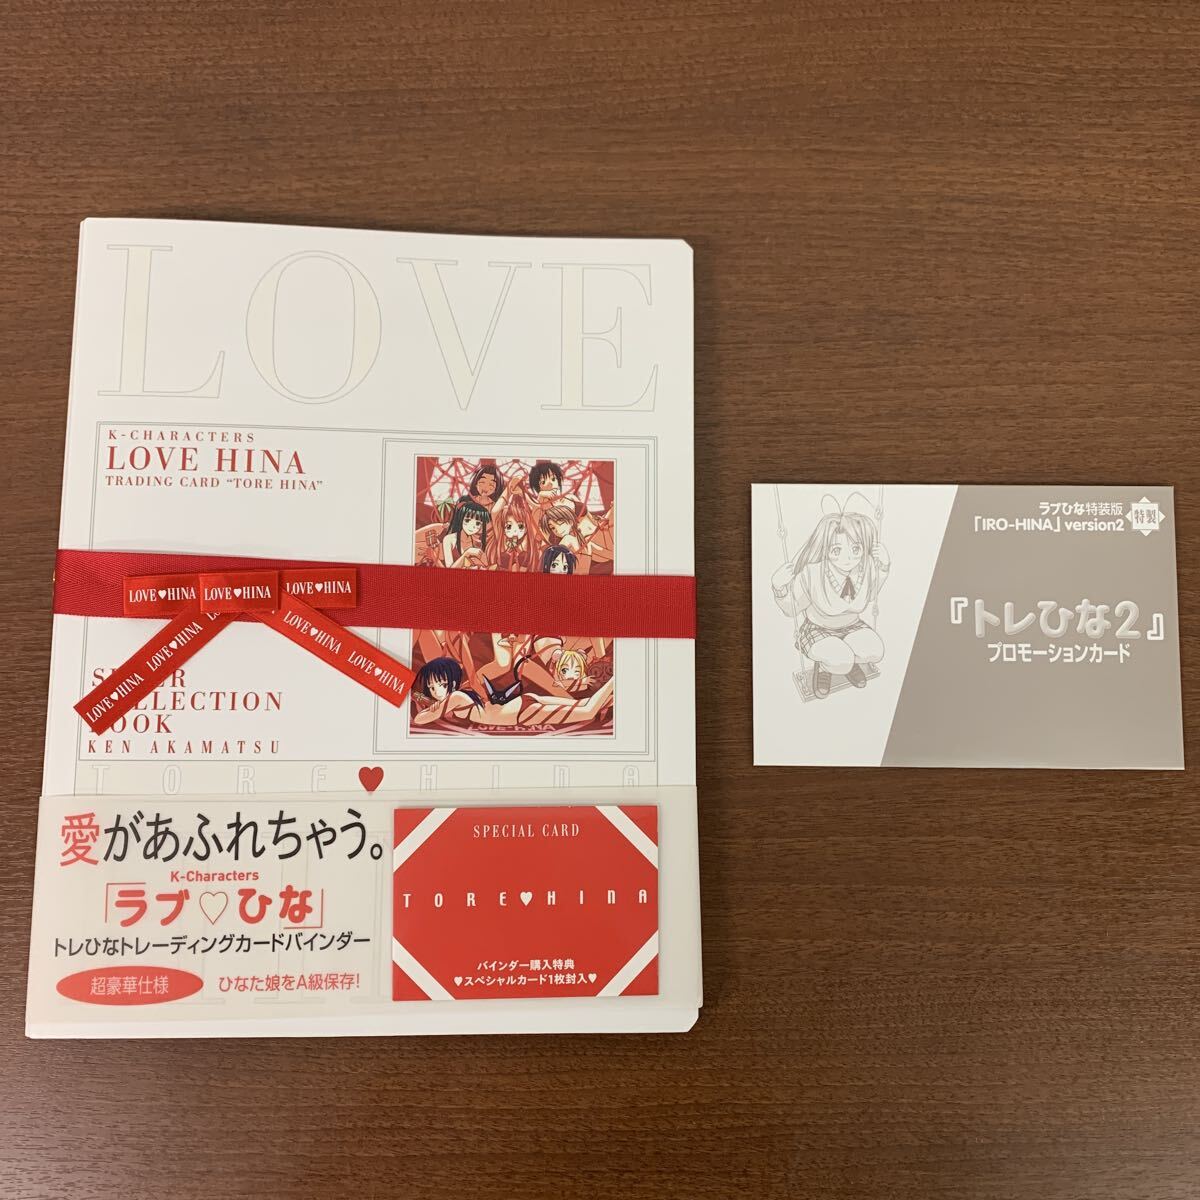 LOVE
K-CHARACTERS
LOVE HINA
TRADING CARD “TORE HINA”
LOVE♥HINA
LOVE♥HINA
LOVE♥HINA
LOVE♥HINA
LOVE♥HINA
LOVE♥HINA
LOVE♥HINA
KEN AKAMATSU
LOVE♥HINA
TORE♥HINA
愛があふれちゃう。
K-Characters
「ラブ♡ひな」
トレひなトレーディングカードバインダー
超豪華仕様
ひなた娘をA級保存!
SPECIAL CARD
TORE♥HINA
バインダー購入特典
♥スペシャルカード1枚封入♥
ラブひな特装版
「IRO-HINA」version2
特製
『トレひな2』
プロモーションカード